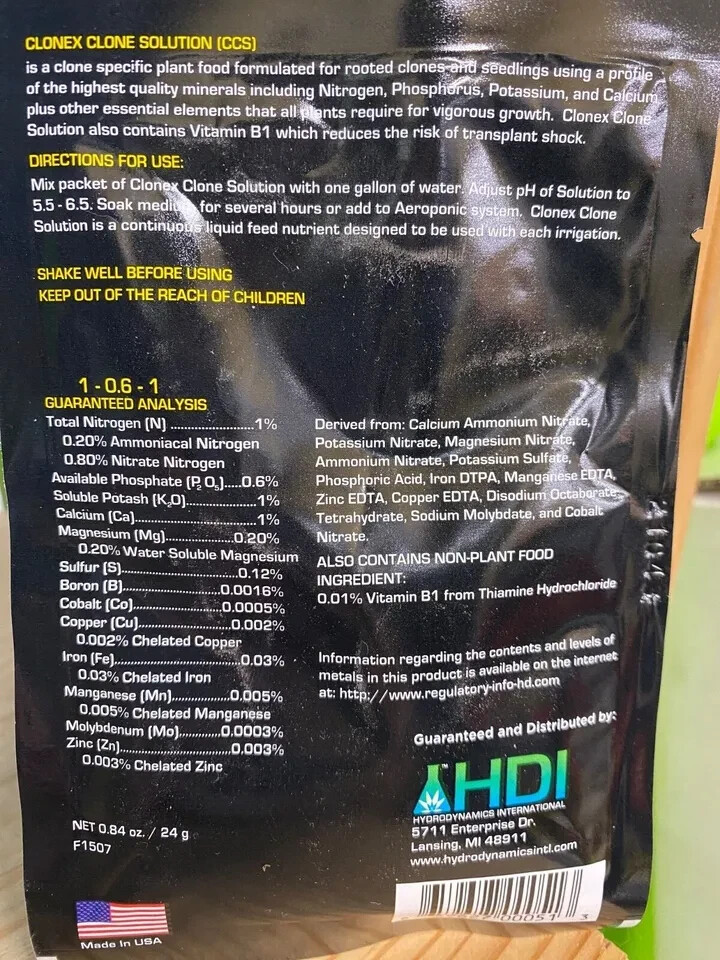 CLONEX CLONE SOLUTION (CCS)
is a clone specific plant food formulated for rooted clones and seedlings using a profile
of the highest quality minerals including Nitrogen, Phosphorus, Potassium, and Calcium
plus other essential elements that all plants require for vigorous growth. Clonex Clone
Solution also contains Vitamin B1 which reduces the risk of transplant shock.
DIRECTIONS FOR USE:
Mix packet of Clonex Clone Solution with one gallon of water. Adjust pH of Solution to
5.5 - 6.5. Soak medium for several hours or add to Aeroponic system. Clonex Clone
Solution is a continuous liquid feed nutrient designed to be used with each irrigation.
SHAKE WELL BEFORE USING
KEEP OUT OF THE REACH OF CHILDREN
1 - 0.6 - 1
GUARANTEED ANALYSIS
Total Nitrogen (N) ........................1%
0.20% Ammoniacal Nitrogen
0.80% Nitrate Nitrogen
Available Phosphate (P₂O₅).....0.6%
Soluble Potash (K₂O)....................1%
Calcium (Ca)..................................1%
Magnesium (Mg)....................0.20%
0.20% Water Soluble Magnesium
Sulfur (S)..................................0.12%
Boron (B)............................0.0016%
Cobalt (Co).........................0.0005%
Copper (Cu)..........................0.002%
0.002% Chelated Copper
Iron (Fe)...................................0.03%
0.03% Chelated Iron
Manganese (Mn)................0.005%
0.005% Chelated Manganese
Molybdenum (Mo)............0.0003%
Zinc (Zn)...............................0.003%
0.003% Chelated Zinc
NET 0.84 oz. / 24 g
F1507
Made In USA
Derived from: Calcium Ammonium Nitrate,
Potassium Nitrate, Magnesium Nitrate,
Ammonium Nitrate, Potassium Sulfate,
Phosphoric Acid, Iron DTPA, Manganese EDTA,
Zinc EDTA, Copper EDTA, Disodium Octaborate
Tetrahydrate, Sodium Molybdate, and Cobalt
Nitrate.
ALSO CONTAINS NON-PLANT FOOD
INGREDIENT:
0.01% Vitamin B1 from Thiamine Hydrochloride
Information regarding the contents and levels of
metals in this product is available on the internet
at: http://www.regulatory-info-hd.com
Guaranteed and Distributed by:
HDI™
HYDRODYNAMICS INTERNATIONAL
5711 Enterprise Dr.
Lansing, MI 48911
www.hydrodynamicsintl.com
00051 3